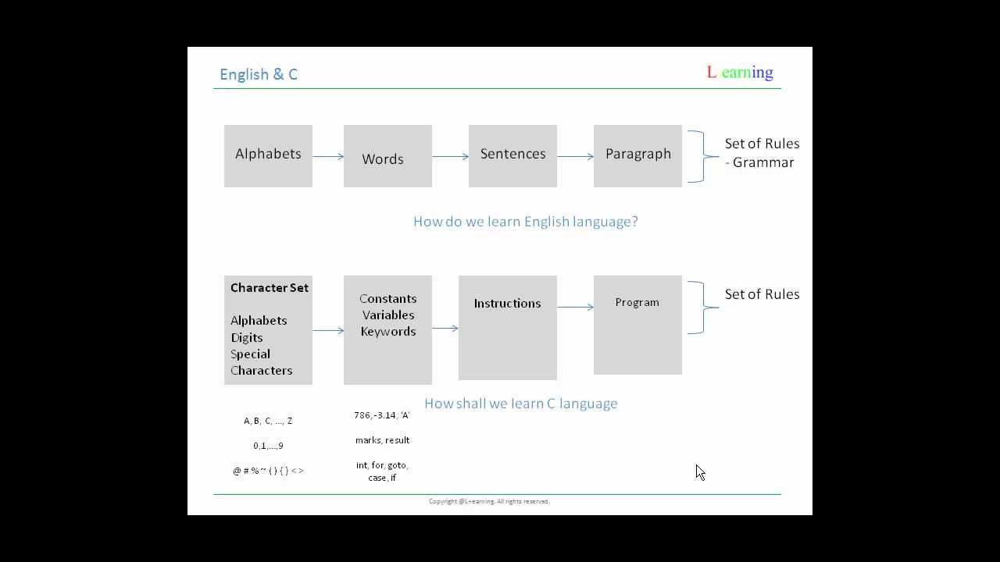 English & C
L earning
Alphabets
Words
Sentences
Paragraph
Set of Rules
- Grammar
How do we learn English language?
Character Set
Alphabets
Digits
Special
Characters
Constants
Variables
Keywords
Instructions
Program
Set of Rules
How shall we learn C language
A, B, C, ..., Z
0,1,...,9
@ # % ~ ( ) { } < >
786,-3.14, ‘A’
marks, result
int, for, goto,
case, if
Copyright @L+earning. All rights reserved.